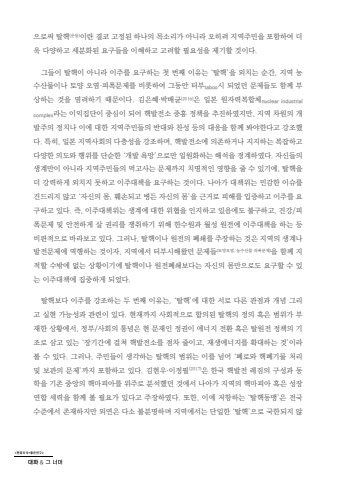 으로써 탈핵(운동)이란 결코 고정된 하나의 목소리가 아니라 오히려 지역주민을 포함하여 더
욱 다양하고 세분화된 요구들을 이해하고 고려할 필요성을 제기할 것이다.
그들이 탈핵이 아니라 이주를 요구하는 첫 번째 이유는 '탈핵'을 외치는 순간, 지역 농
수산물이나 토양 오염·피폭문제를 비롯하여 그동안 터부taboo시 되었던 문제들도 함께 부
상하는 것을 염려하기 때문이다. 김은혜·박배균(2016)은 일본 원자력복합체nuclear industrial
complex라는 이익집단이 중심이 되어 핵발전소 증흥 정책을 추진하였지만, 지역 차원의 개
발주의 정치나 이에 대한 지역주민들의 반대와 찬성 등의 대응을 함께 봐야한다고 강조했
다. 특히, 일본 지역사회의 다층성을 강조하며, 핵발전소에 의존하거나 지지하는 복잡하고
다양한 의도와 행위를 단순한 '개발 욕망'으로만 일원화하는 해석을 경계하였다. 자신들의
생계만이 아니라 지역주민들의 먹고사는 문제까지 치명적인 영향을 줄 수 있기에, 탈핵을
더 강력하게 외치지 못하고 이주대책을 요구하는 것이다. 나아가 대책위는 민감한 이슈를
건드리지 않고 '자신의 몸, 훼손되고 병든 자신의 몸'을 근거로 피해를 입증하고 이주를 요
구하고 있다. 즉, 이주대책위는 생계에 대한 위협을 인지하고 있음에도 불구하고, 건강/피
폭문제 및 안전하게 살 권리를 쟁취하기 위해 한수원과 월성 원전에 이주대책을 하는 등
비판적으로 바라보고 있다. 그러나, 탈핵이나 원전의 폐쇄를 주장하는 것은 지역의 생계나
발전문제에 역행하는 것이자, 지역에서 터부시해왔던 문제들을 함께 지
적할 수밖에 없는 상황이기에 탈핵이나 원전폐쇄보다는 자신의 몸만으로도 요구할 수 있
는 이주대책에 집중하게 되었다.
탈핵보다 이주를 강조하는 두 번째 이유는, '탈핵'에 대한 서로 다른 관점과 개념 그리
고 실현 가능성과 관련이 있다. 현재까지 사회적으로 합의된 탈핵의 정의 혹은 범위가 부
재한 상황에서, 정부/사회의 통념은 현 문재인 정권이 에너지 전환 혹은 탈원전 정책의 기
조로 삼고 있는 '장기간에 걸쳐 핵발전소를 점차 줄이고, 재생에너지를 확대하는 것'이라
볼 수 있다. 그러나, 주민들이 생각하는 탈핵의 범위는 이를 넘어 '폐로와 핵폐기물 처리
및 보관의 문제'까지 포함하고 있다. 김현우·이정필(2017)은 한국 핵발전 레짐의 구성과 동
학을 기존 중앙의 핵마피아를 위주로 분석했던 것에서 나아가 지역의 핵마피아 혹은 성장
연합 세력을 함께 볼 필요가 있다고 주장하였다. 또한, 이에 저항하는 '탈핵동맹'은 전국
수준에서 존재하지만 외연은 다소 불분명하며 지역에서는 단일한 '탈핵'으로 국한되지 않
대화 & 그 너머